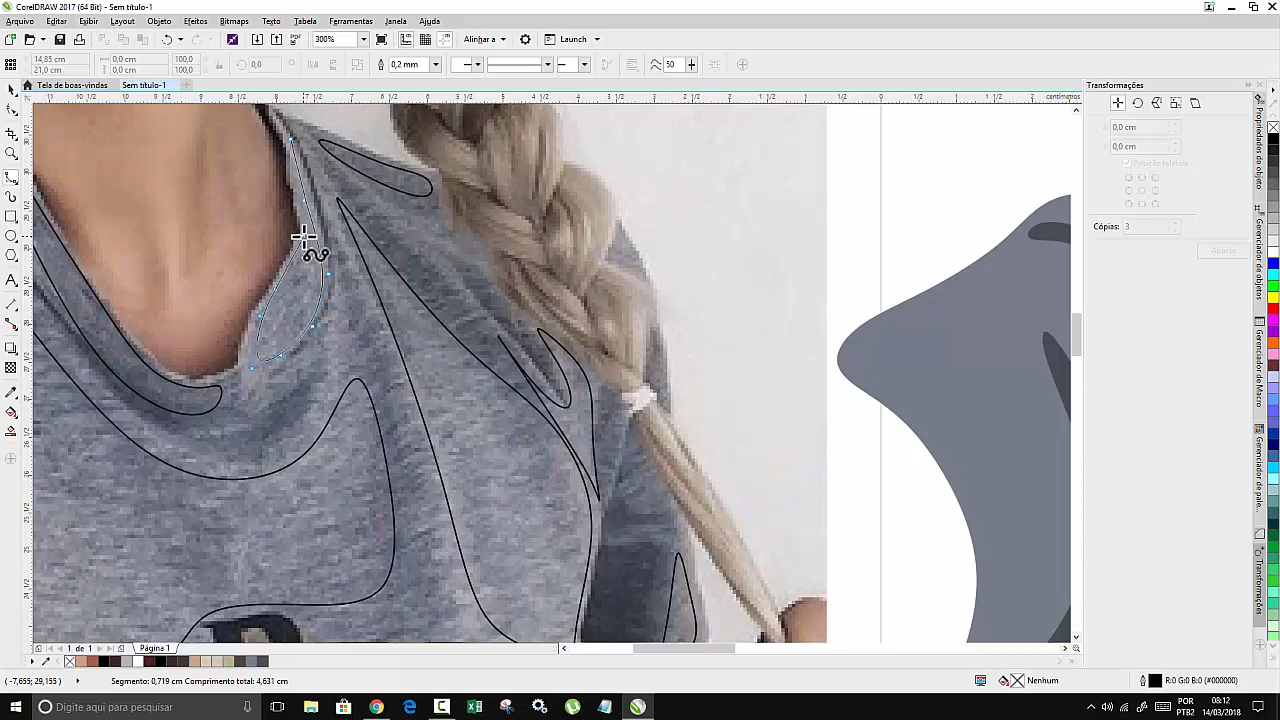 CorelDRAW 2017 (64 Bit) - Sem título-1
Arquivo Editar Exibir Layout Objeto Efeitos Bitmaps Texto Tabela Ferramentas Janela Ajuda
PDF 300% Alinhar a Launch
14,85 cm 0,0 cm 100,0 0,0 0,2 mm 50
21,0 cm 0,0 cm 100,0
Tela de boas-vindas Sem título-1
centímetros
Transformações
0,0 cm
0,0 cm
Posição relativa
Cópias: 3
Aplicar
Propriedades do objeto
Gerenciador de objetos
Gerenciador de Macro
Gerenciador de pale...
Transformações
1 de 1 Página 1
( -7,655; 29,155 ) Segmento: 0,719 cm Comprimento total: 4,631 cm Nenhum R:0 G:0 B:0 (#000000)
Digite aqui para pesquisar
POR 08:12
PTB2 14/03/2018